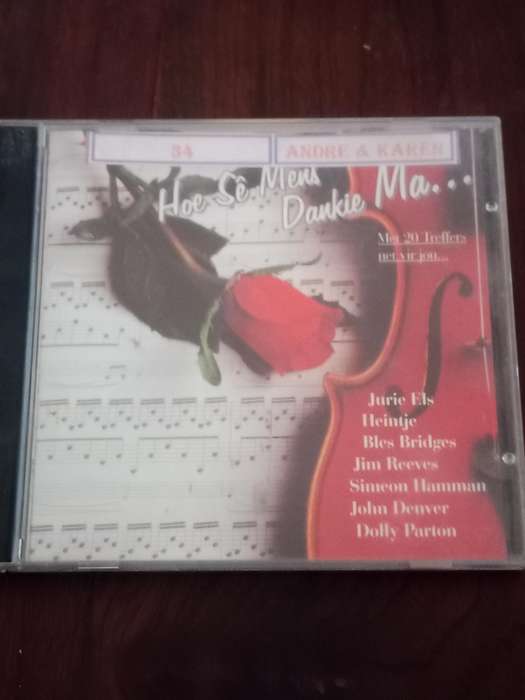 34
ANDRE & KAREN
Hoe Sê Mens
Dankie Ma...
Met 20 Treffers
net vir jou...
Jurie Els
Heintje
Bles Bridges
Jim Reeves
Simeon Hamman
John Denver
Dolly Parton